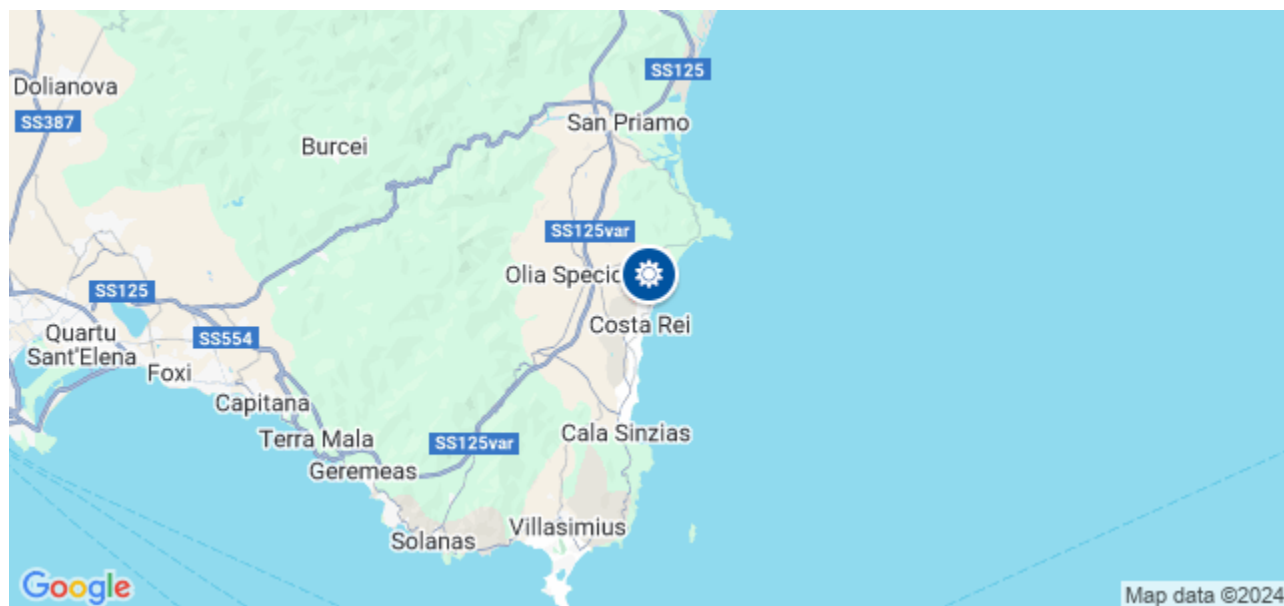 SS125
Dolianova
SS387
San Priamo
Burcei
SS125var
Olia Specio
SS125
Costa Rei
Quartu
Sant'Elena
SS554
Foxi
Capitana
Terra Mala
SS125var
Cala Sinzias
Geremeas
Villasimius
Solanas
Google
Map data ©2024